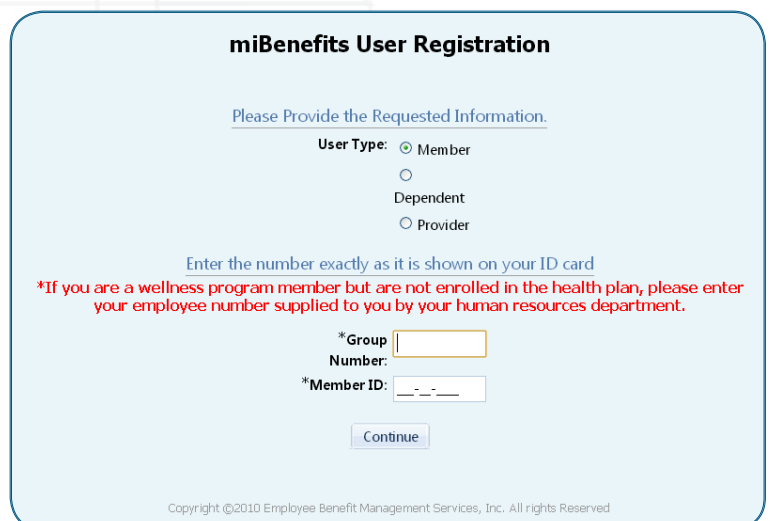 miBenefits User Registration
Please Provide the Requested Information.
User Type: Member
Dependent
Provider
Enter the number exactly as it is shown on your ID card
*If you are a wellness program member but are not enrolled in the health plan, please enter
your employee number supplied to you by your human resources department.
*Group
Number:
*Member ID: __-_-___
Continue
Copyright ©2010 Employee Benefit Management Services, Inc. All rights Reserved